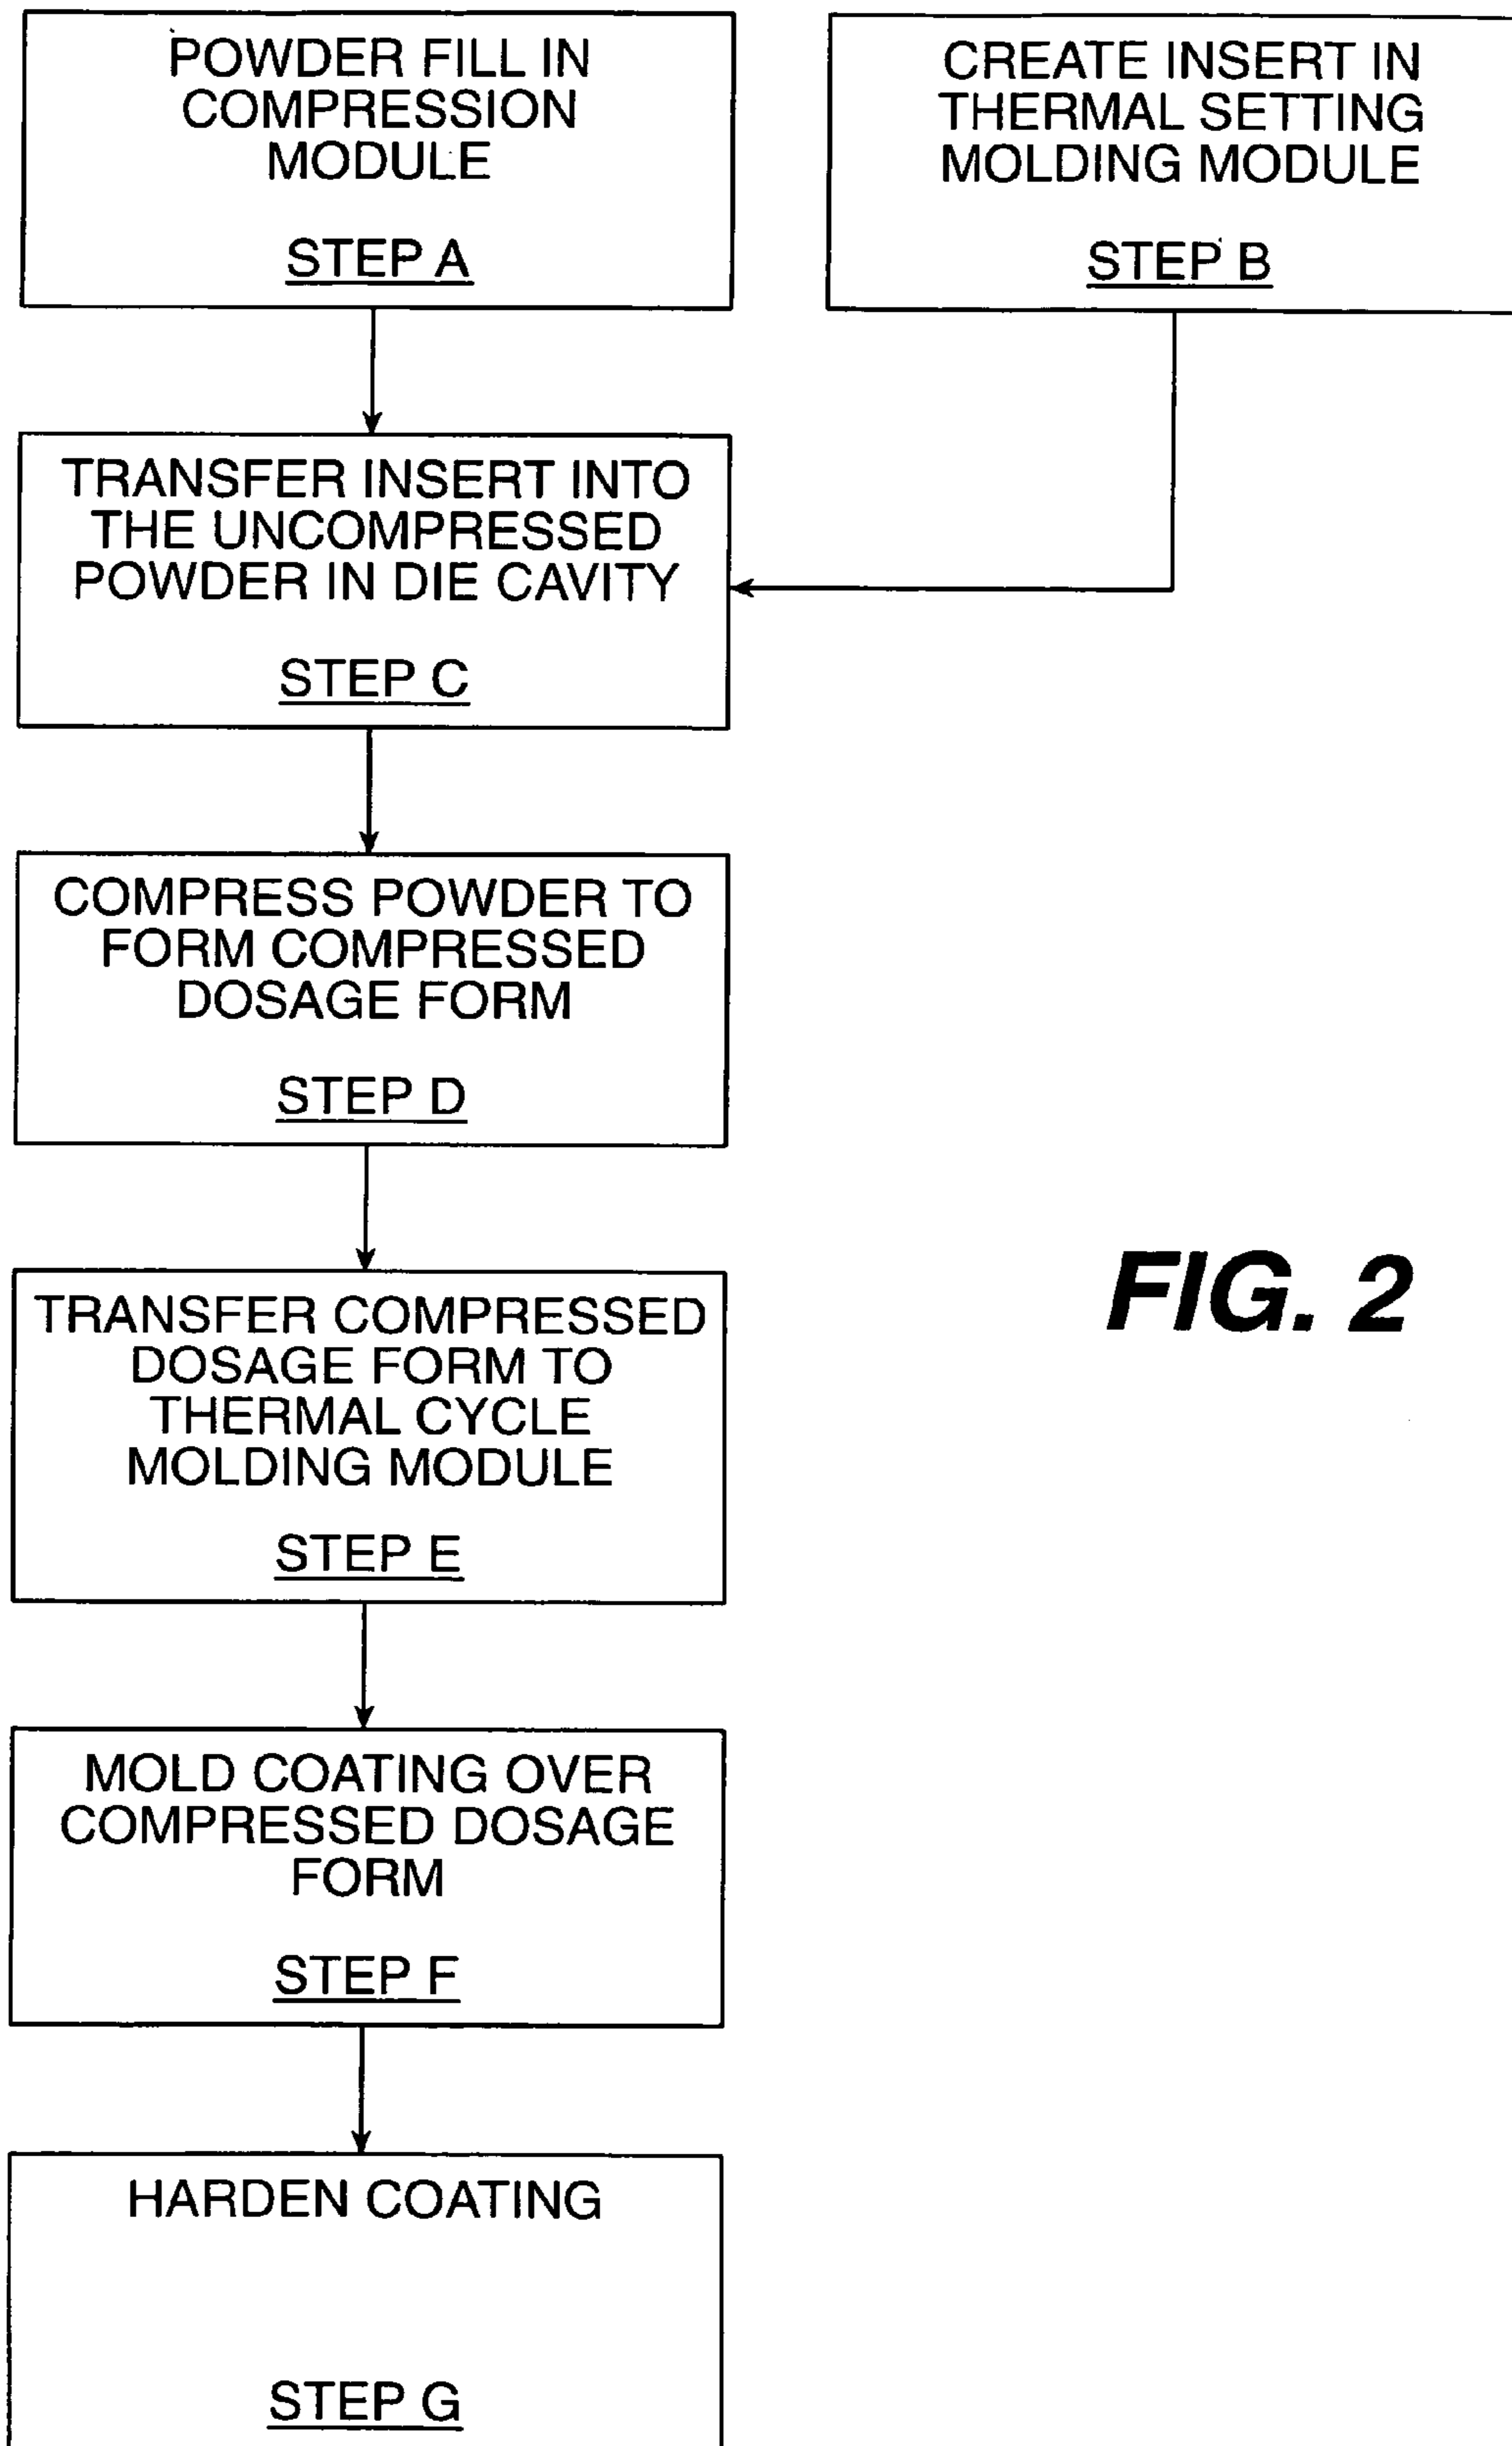 POWDER FILL IN
COMPRESSION
MODULE
STEP A
CREATE INSERT IN
THERMAL SETTING
MOLDING MODULE
STEP B
TRANSFER INSERT INTO
THE UNCOMPRESSED
POWDER IN DIE CAVITY
STEP C
COMPRESS POWDER TO
FORM COMPRESSED
DOSAGE FORM
STEP D
TRANSFER COMPRESSED
DOSAGE FORM TO
THERMAL CYCLE
MOLDING MODULE
STEP E
FIG. 2
MOLD COATING OVER
COMPRESSED DOSAGE
FORM
STEP F
HARDEN COATING
STEP G